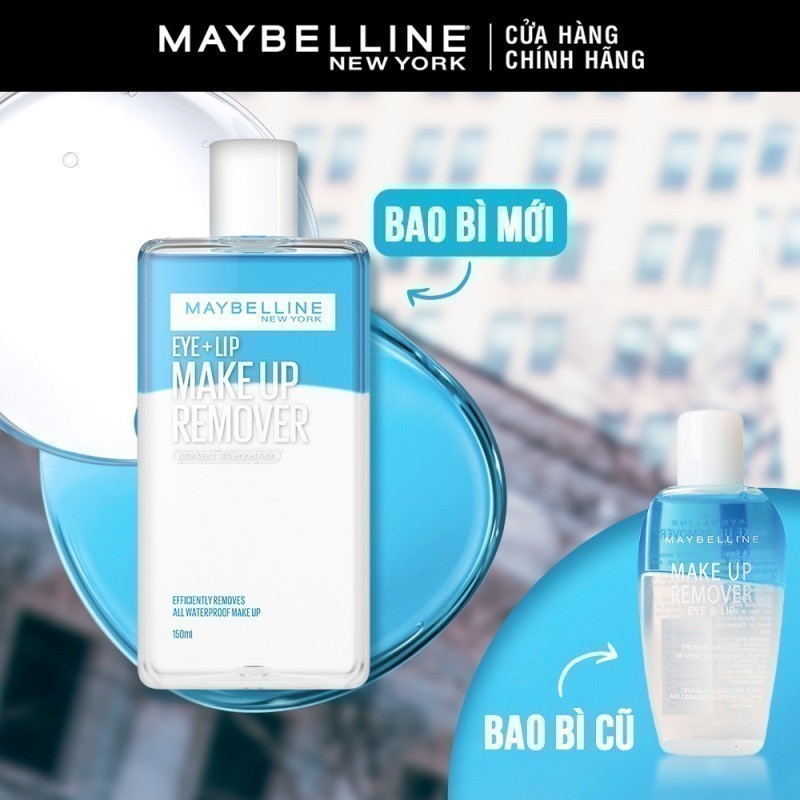 MAYBELLINE
NEW YORK
CỬA HÀNG
CHÍNH HÃNG
BAO BÌ MỚI
MAYBELLINE
NEW YORK
EYE + LIP
MAKE UP
REMOVER
EFFICIENTLY REMOVES
ALL WATERPROOF MAKE UP
150ml
MAYBELLINE
MAKE UP
REMOVER
EYE & LIP
BAO BÌ CŨ